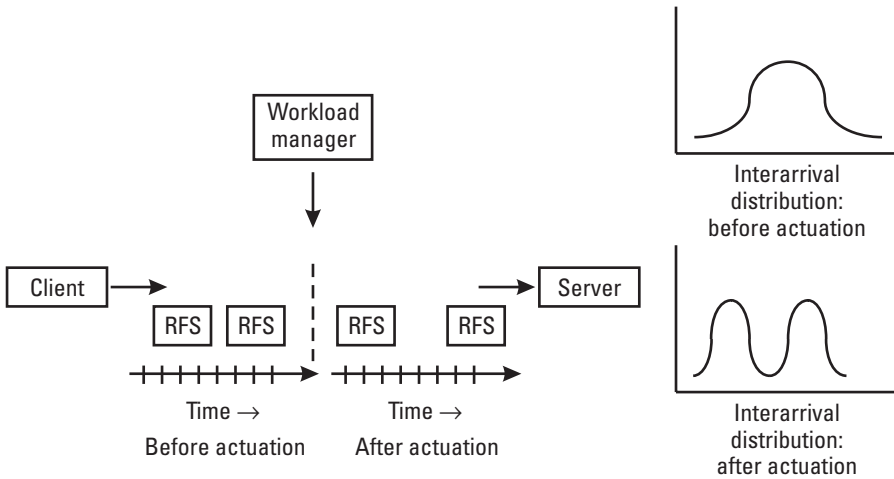 Workload
manager
Client
Server
RFS
RFS
RFS
RFS
Time →
Time →
Before actuation
After actuation
Interarrival
distribution:
before actuation
Interarrival
distribution:
after actuation